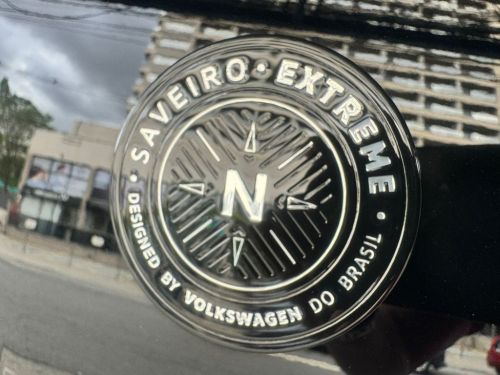 SAVEIRO • EXTREME
• DESIGNED BY VOLKSWAGEN DO BRASIL •
N